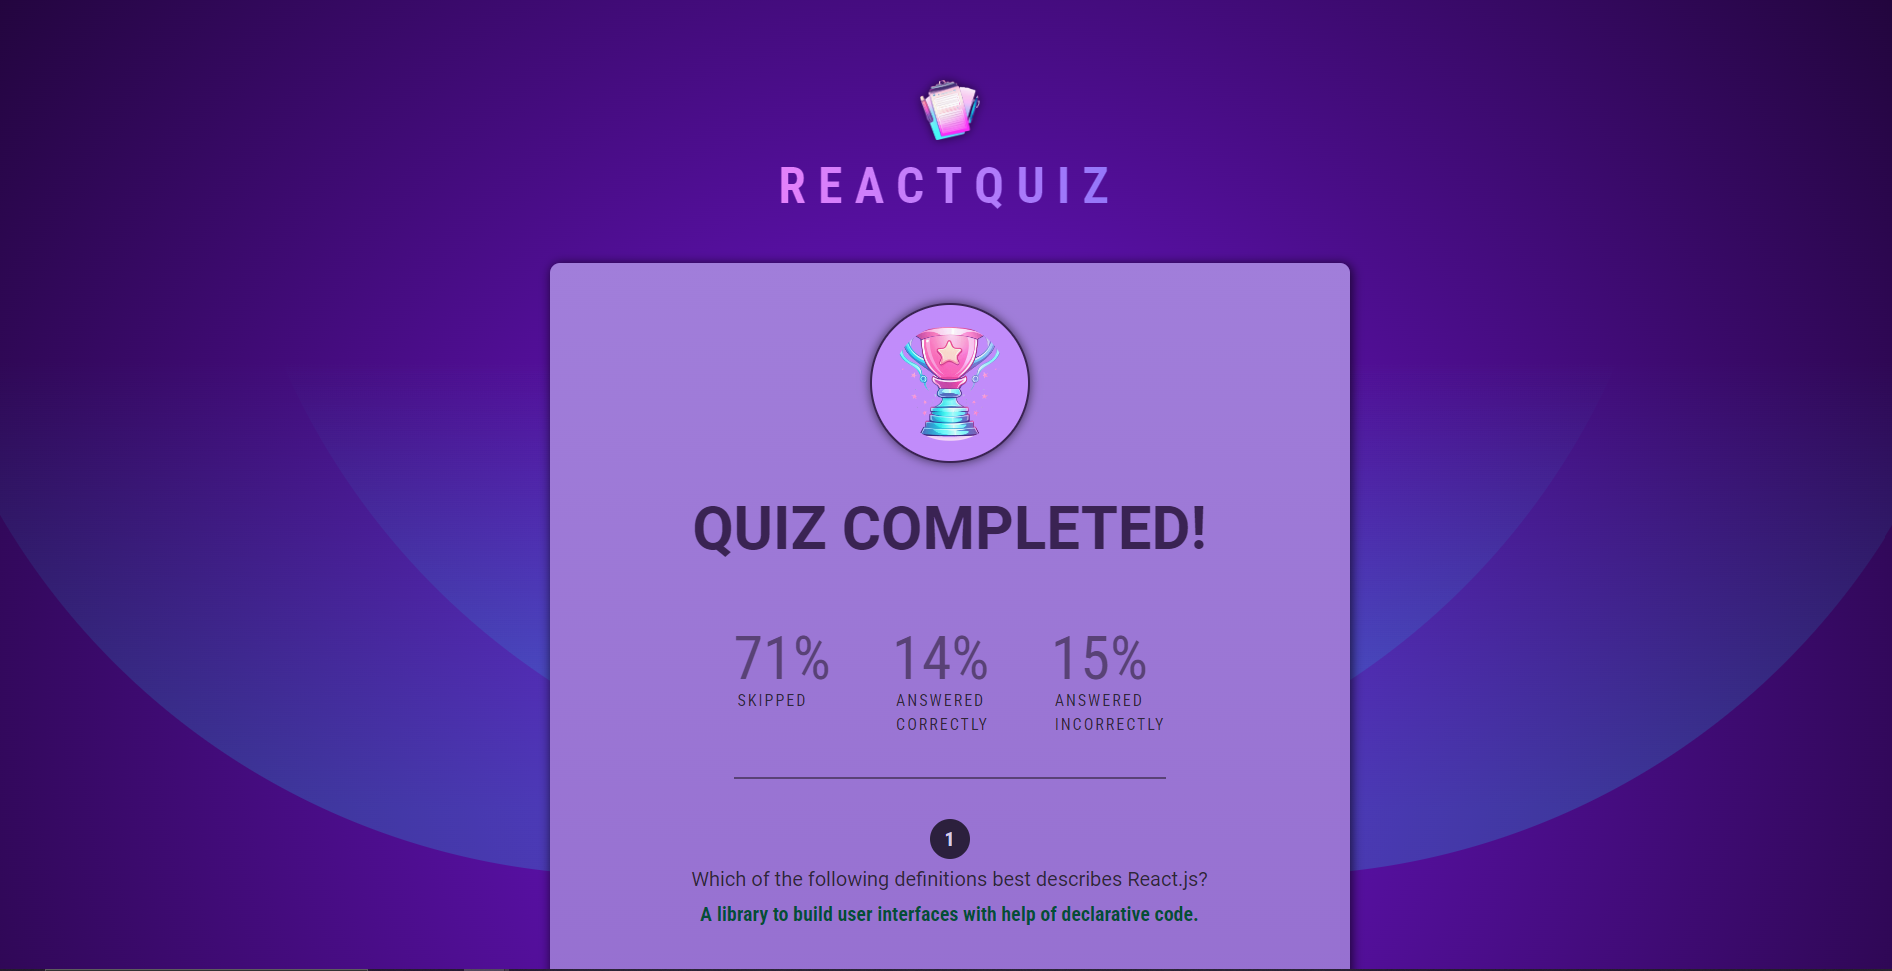 REACTQUIZ
QUIZ COMPLETED!
71%
SKIPPED
14%
ANSWERED
CORRECTLY
15%
ANSWERED
INCORRECTLY
1
Which of the following definitions best describes React.js?
A library to build user interfaces with help of declarative code.